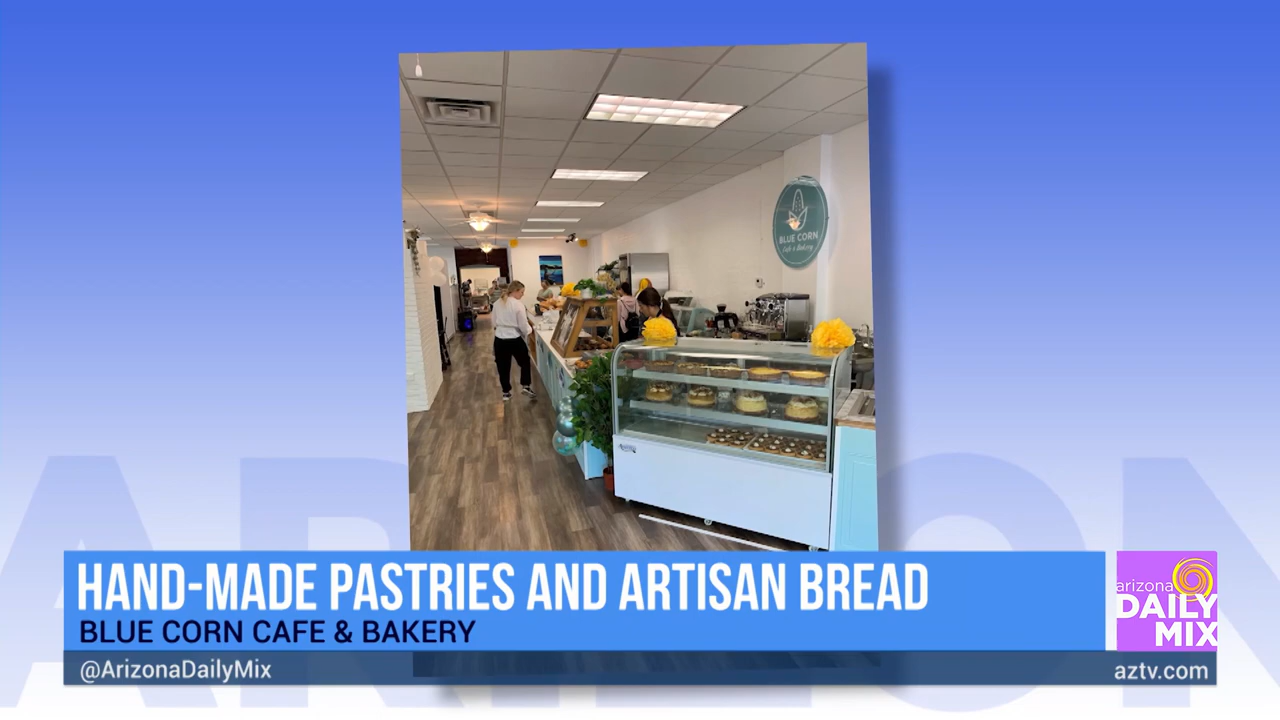 BLUE CORN
Cafe & Bakery
HAND-MADE PASTRIES AND ARTISAN BREAD
BLUE CORN CAFE & BAKERY
@ArizonaDailyMix
arizona
DAILY
MIX
aztv.com